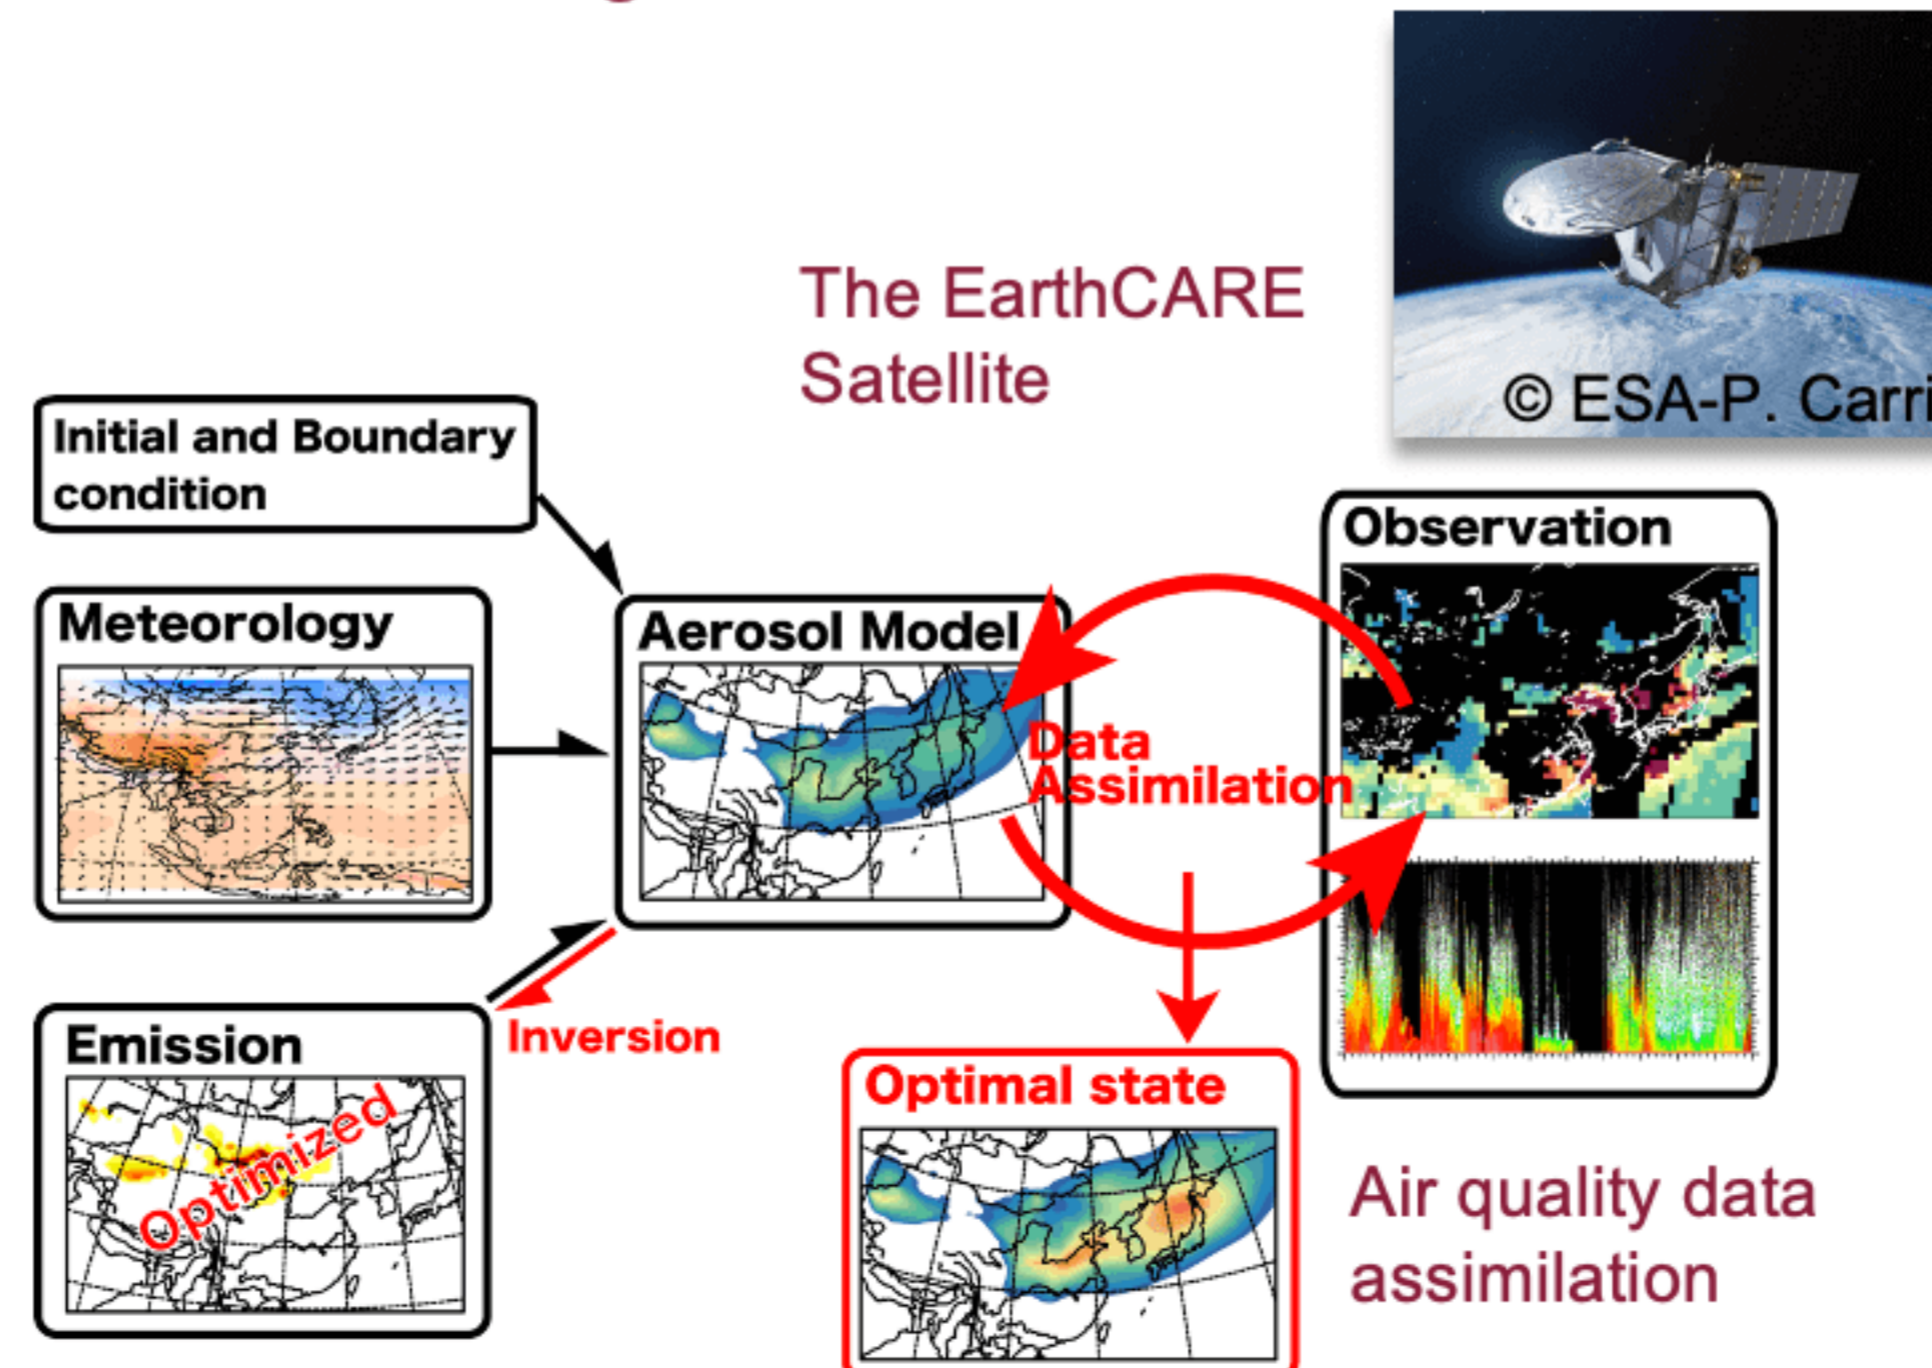 The EarthCARE
Satellite
© ESA-P. Carri
Initial and Boundary
condition
Meteorology
Aerosol Model
Observation
Data
Assimilation
Emission
Optimized
Inversion
Optimal state
Air quality data
assimilation